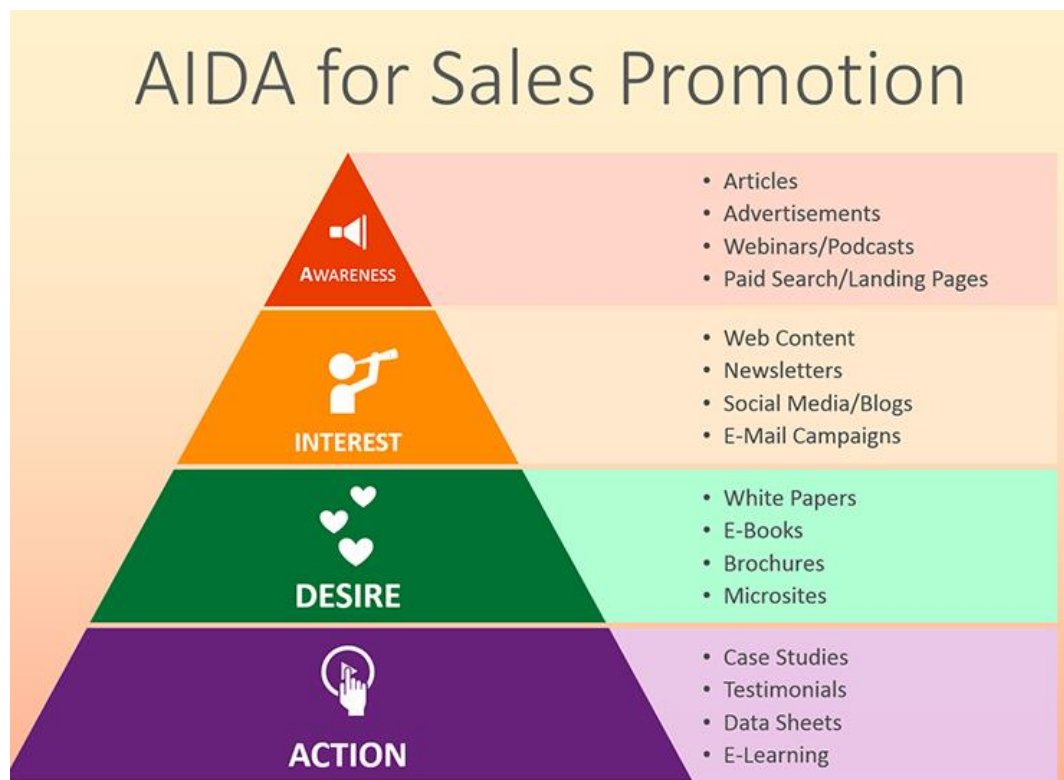 AIDA for Sales Promotion
AWARENESS
• Articles
• Advertisements
• Webinars/Podcasts
• Paid Search/Landing Pages
INTEREST
• Web Content
• Newsletters
• Social Media/Blogs
• E-Mail Campaigns
DESIRE
• White Papers
• E-Books
• Brochures
• Microsites
ACTION
• Case Studies
• Testimonials
• Data Sheets
• E-Learning